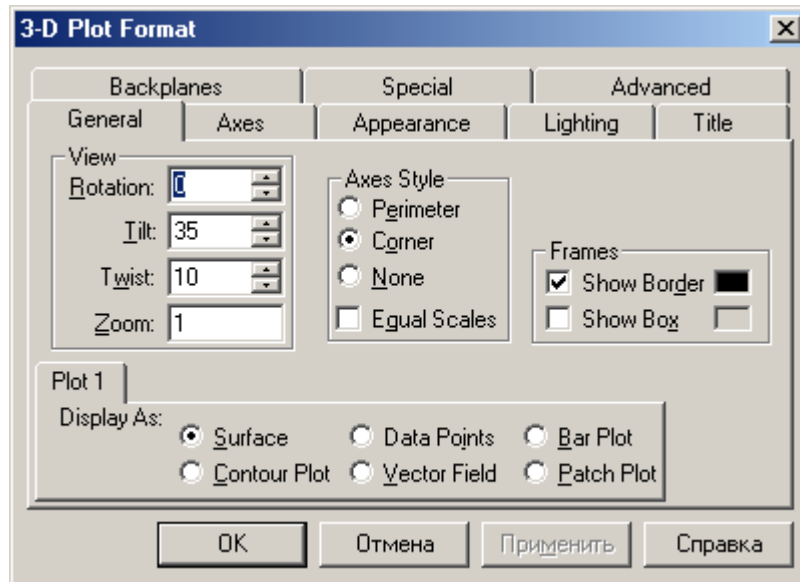 3-D Plot Format
Backplanes Special Advanced
General Axes Appearance Lighting Title
View
Rotation: 0
Tilt: 35
Twist: 10
Zoom: 1
Axes Style
Perimeter
Corner
None
Equal Scales
Frames
Show Border
Show Box
Plot 1
Display As:
Surface Data Points Bar Plot
Contour Plot Vector Field Patch Plot
OK Отмена Применить Справка